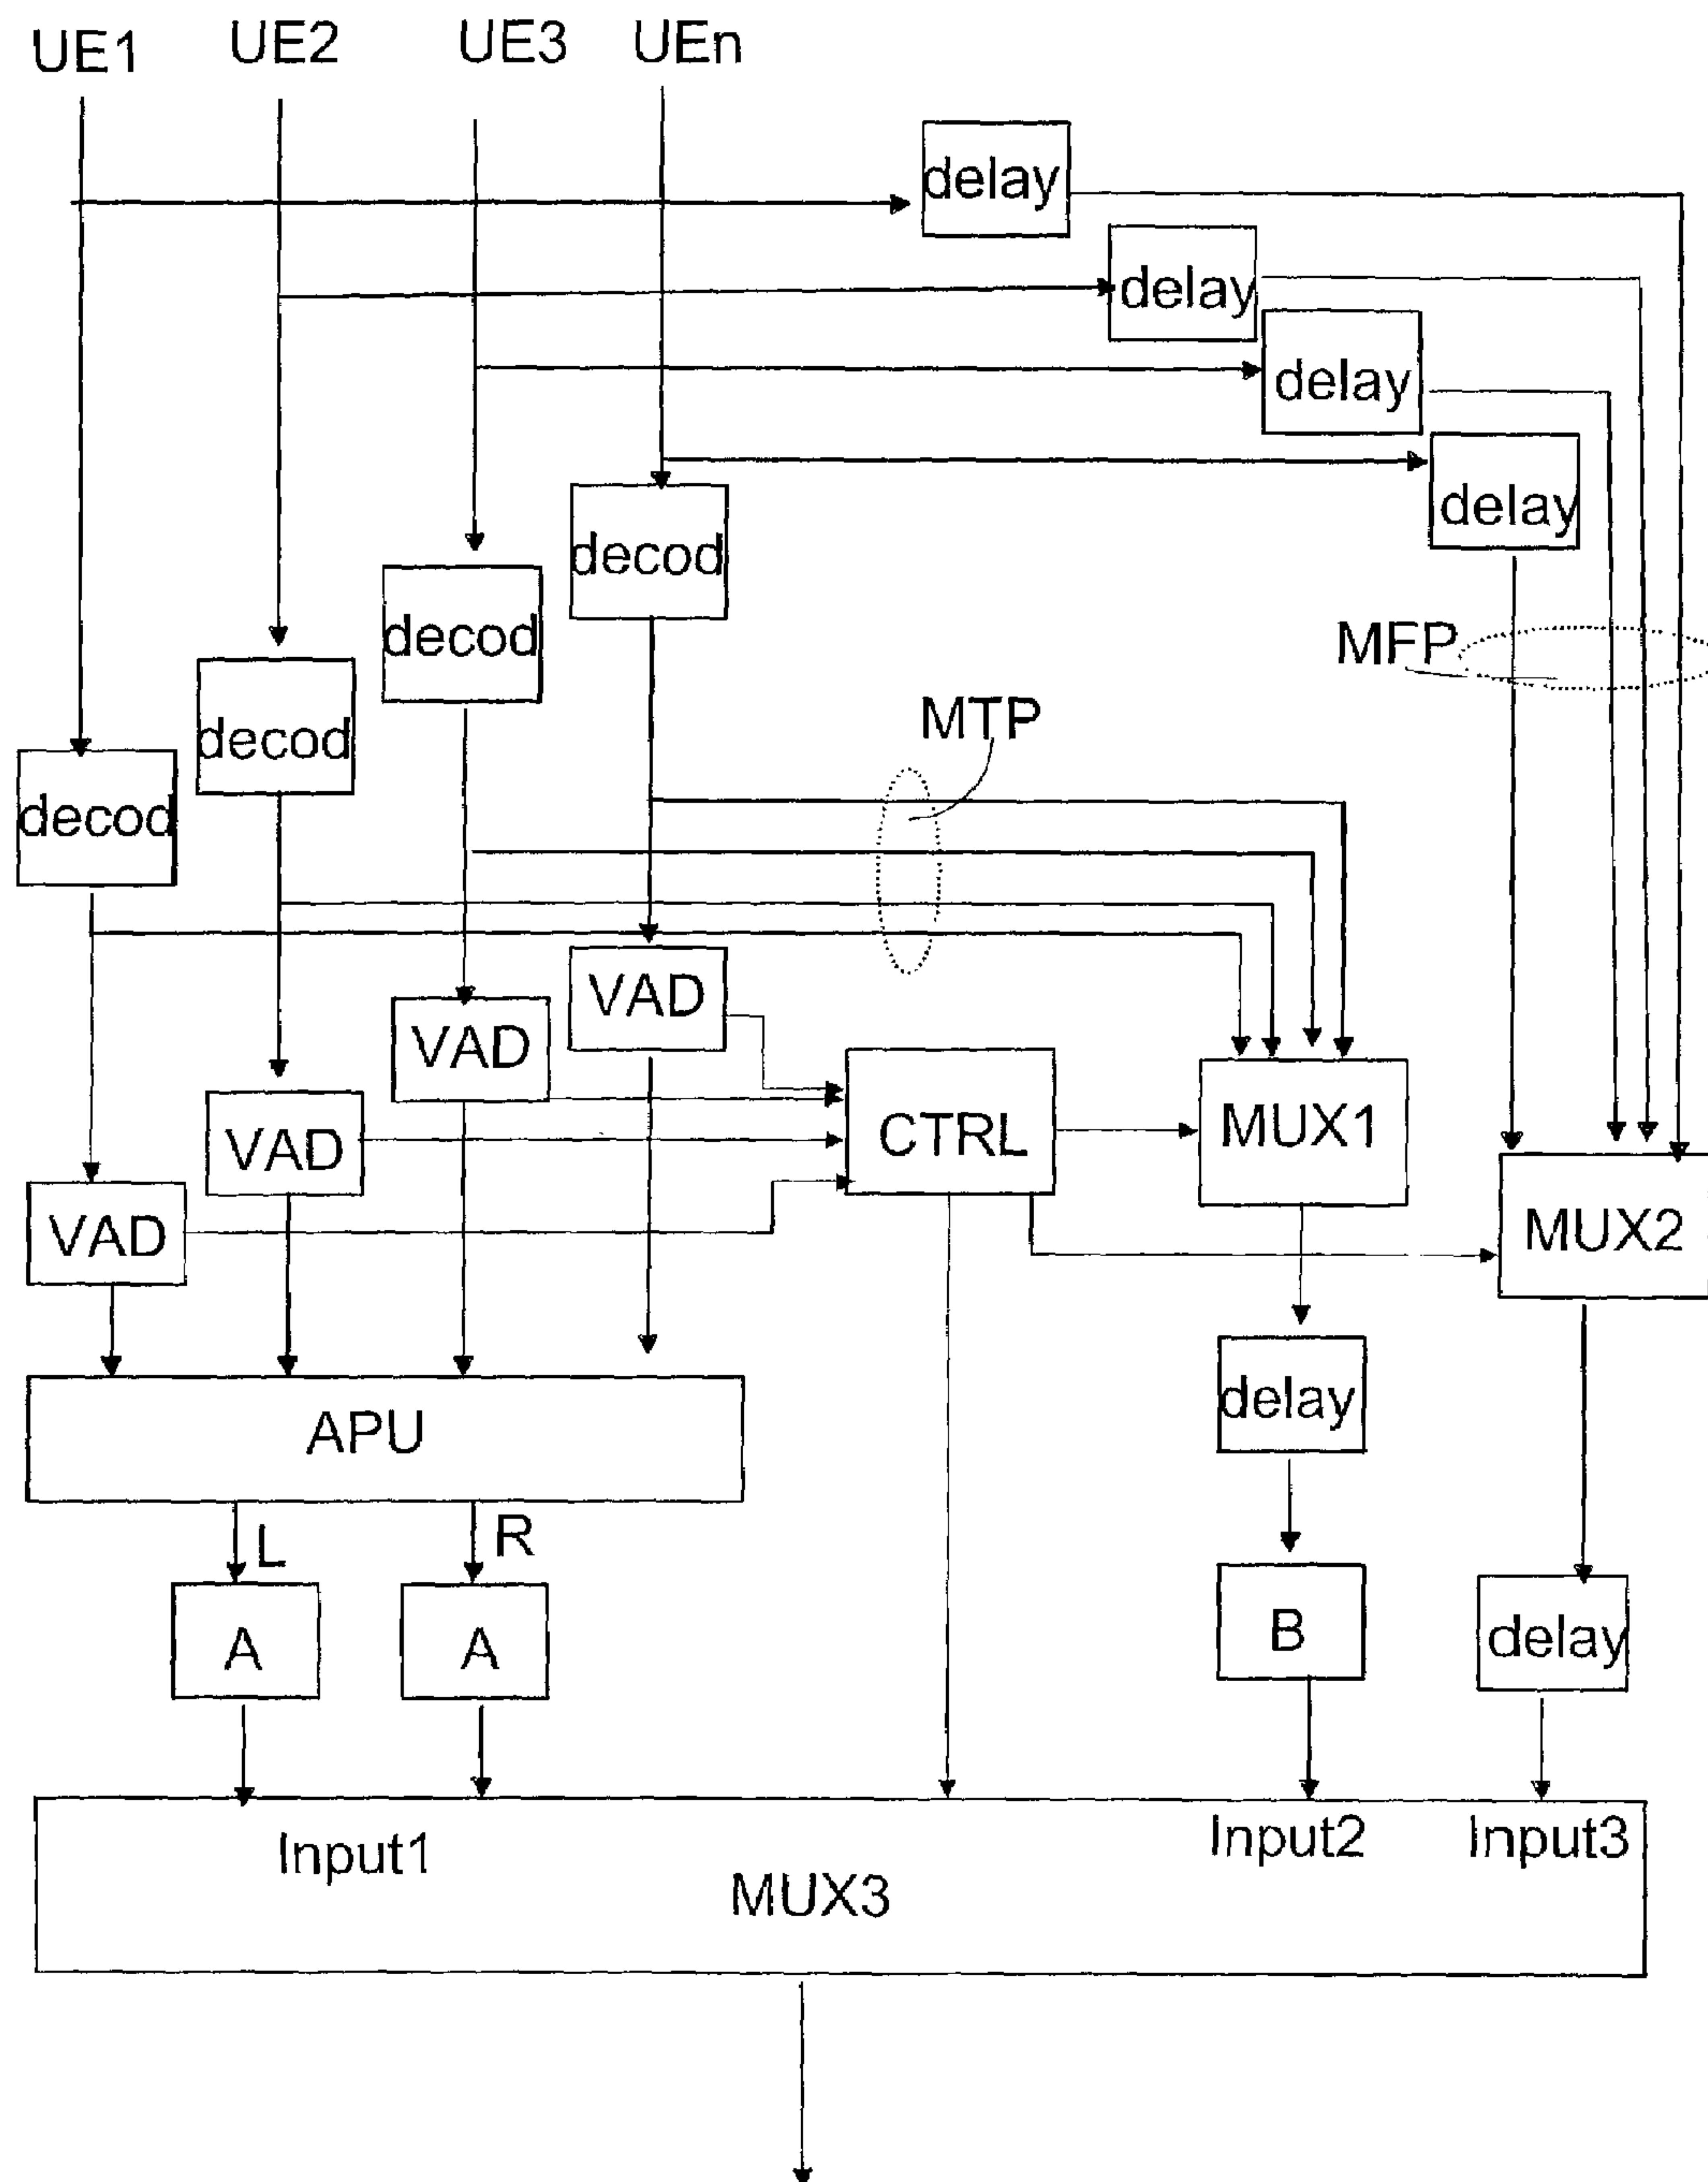 UE1 UE2 UE3 UEn
delay
delay
delay
delay
decod
decod
decod
decod
MFP
MTP
VAD
VAD
VAD
VAD
CTRL
MUX1
MUX2
delay
APU
L
R
A
A
B
delay
Input1
Input2
Input3
MUX3